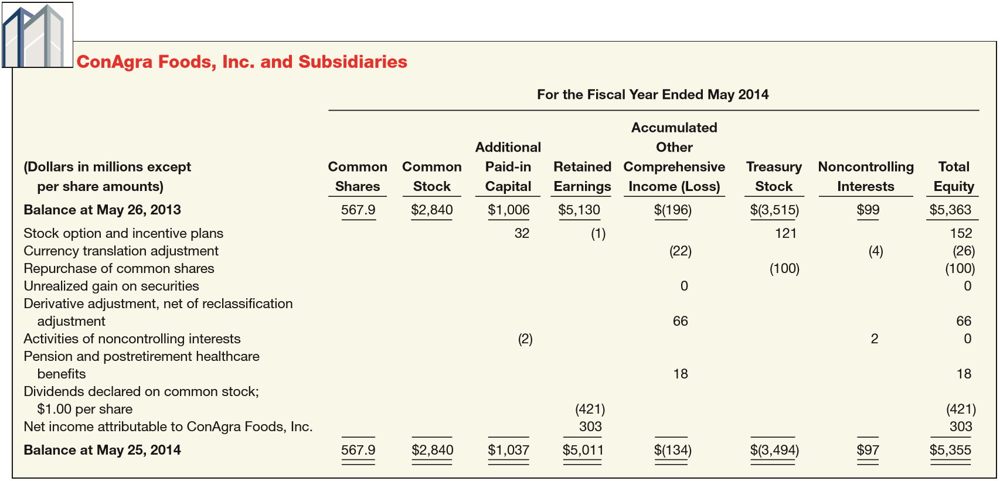 ConAgra Foods, Inc. and Subsidiaries
For the Fiscal Year Ended May 2014
Accumulated
Additional Other
(Dollars in millions except Common Common Paid-in Retained Comprehensive Treasury Noncontrolling Total
per share amounts) Shares Stock Capital Earnings Income (Loss) Stock Interests Equity
Balance at May 26, 2013 567.9 $2,840 $1,006 $5,130 $(196) $(3,515) $99 $5,363
Stock option and incentive plans 32 (1) 121 152
Currency translation adjustment (22) (4) (26)
Repurchase of common shares (100) (100)
Unrealized gain on securities 0 0
Derivative adjustment, net of reclassification
adjustment 66 66
Activities of noncontrolling interests (2) 2 0
Pension and postretirement healthcare
benefits 18 18
Dividends declared on common stock;
$1.00 per share (421) (421)
Net income attributable to ConAgra Foods, Inc. 303 303
Balance at May 25, 2014 567.9 $2,840 $1,037 $5,011 $(134) $(3,494) $97 $5,355